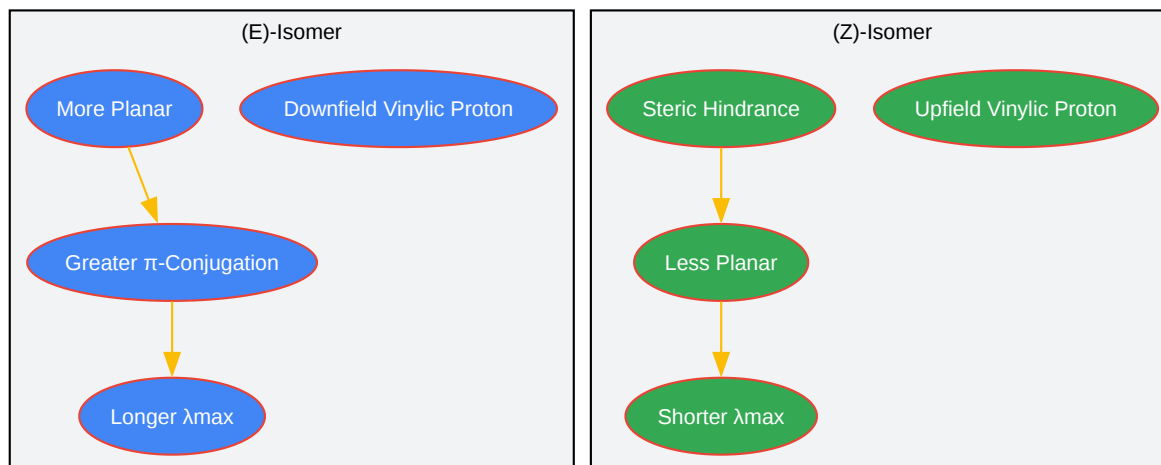 (E)-Isomer
More Planar
Downfield Vinylic Proton
Greater π-Conjugation
Longer λmax
(Z)-Isomer
Steric Hindrance
Upfield Vinylic Proton
Less Planar
Shorter λmax